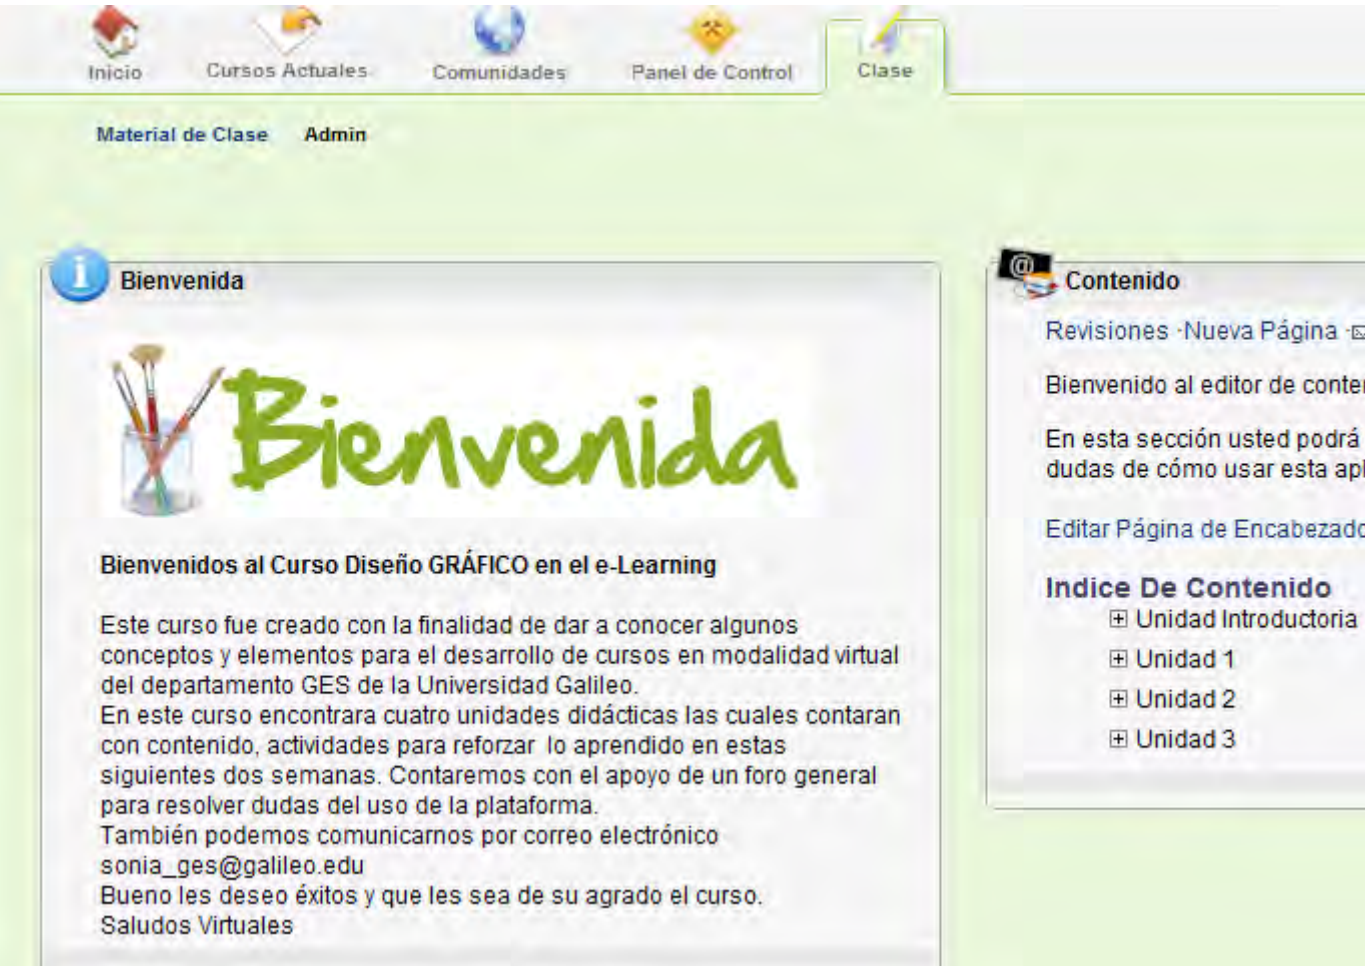 Inicio
Cursos Actuales
Comunidades
Panel de Control
Clase
Material de Clase
Admin
Bienvenida
Bienvenida
Bienvenidos al Curso Diseño GRÁFICO en el e-Learning
Este curso fue creado con la finalidad de dar a conocer algunos
conceptos y elementos para el desarrollo de cursos en modalidad virtual
del departamento GES de la Universidad Galileo.
En este curso encontrara cuatro unidades didácticas las cuales contaran
con contenido, actividades para reforzar lo aprendido en estas
siguientes dos semanas. Contaremos con el apoyo de un foro general
para resolver dudas del uso de la plataforma.
También podemos comunicarnos por correo electrónico
sonia_ges@galileo.edu
Bueno les deseo éxitos y que les sea de su agrado el curso.
Saludos Virtuales
Contenido
Revisiones ·Nueva Página ·
Bienvenido al editor de
En esta sección usted podrá
dudas de cómo usar esta
Editar Página de
Indice De Contenido
Unidad Introductoria
Unidad 1
Unidad 2
Unidad 3